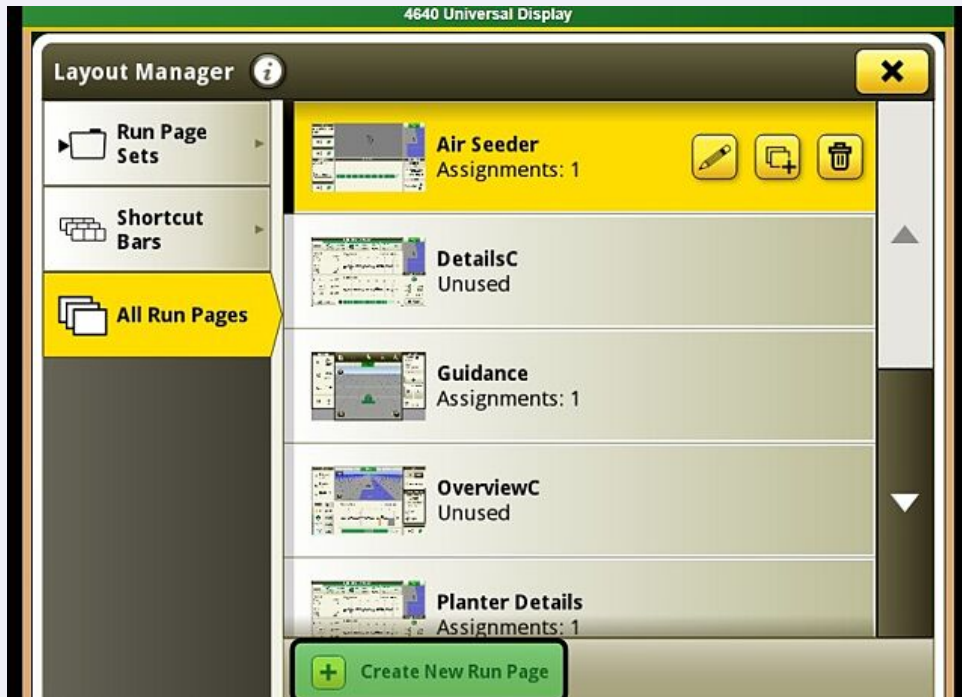 4640 Universal Display
Layout Manager
i
Run Page
Sets
Shortcut
Bars
All Run Pages
Air Seeder
Assignments: 1
DetailsC
Unused
Guidance
Assignments: 1
OverviewC
Unused
Planter Details
Assignments: 1
Create New Run Page